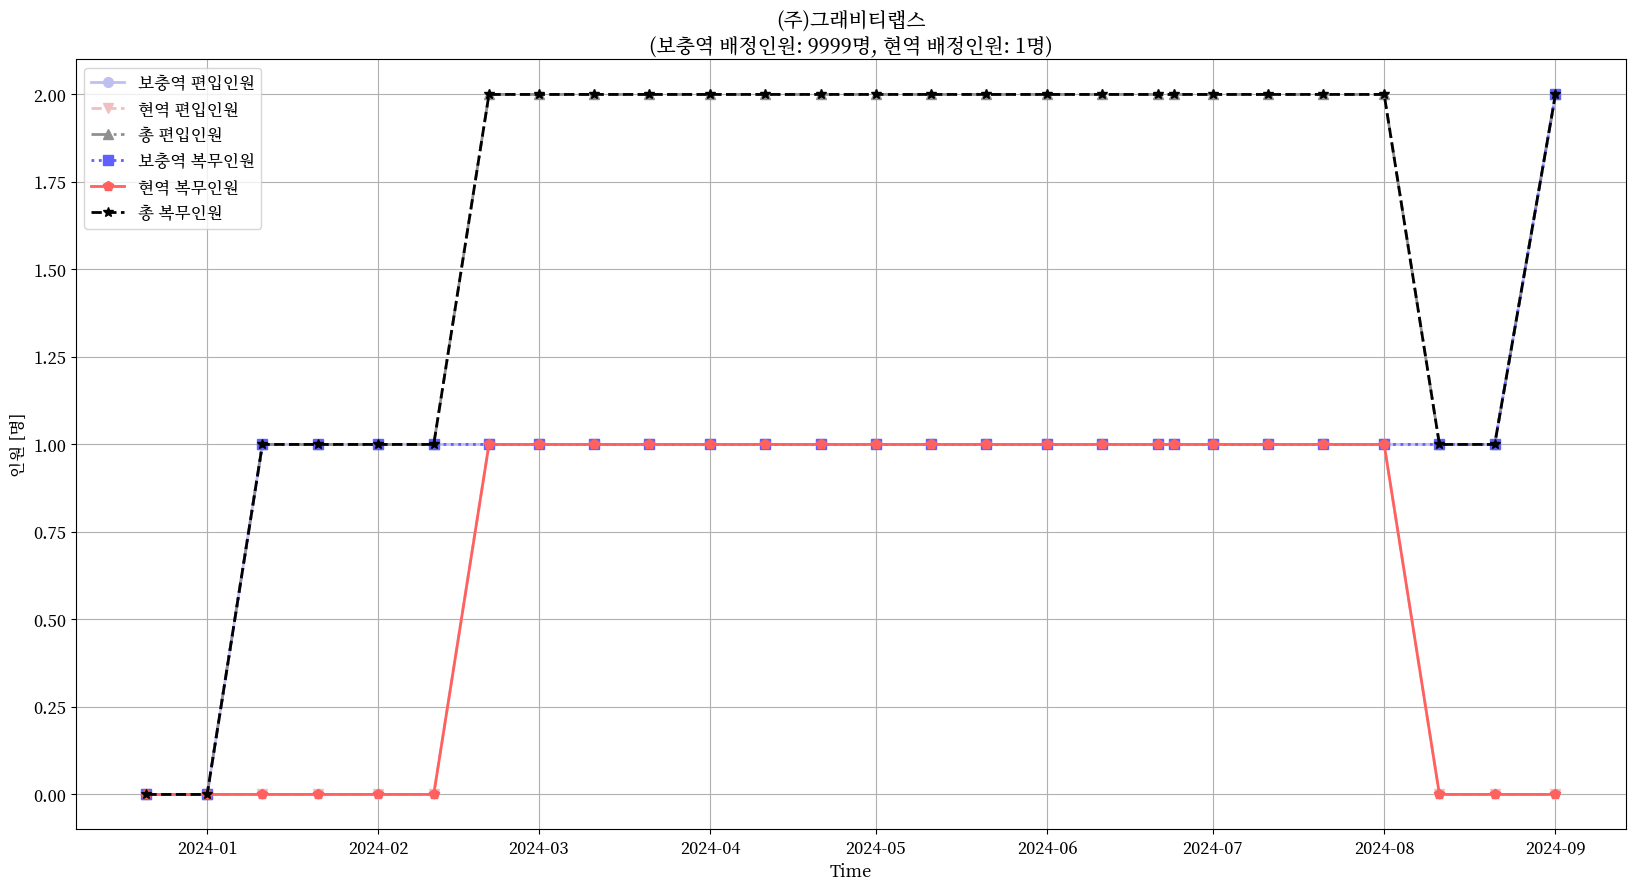 (주)그래비티랩스
(보충역 배정인원: 9999명, 현역 배정인원: 1명)
보충역 편입인원
현역 편입인원
총 편입인원
보충역 복무인원
현역 복무인원
총 복무인원
2.00
1.75
1.50
1.25
1.00
0.75
0.50
0.25
0.00
인원 [명]
2024-01 2024-02 2024-03 2024-04 2024-05 2024-06 2024-07 2024-08 2024-09
Time